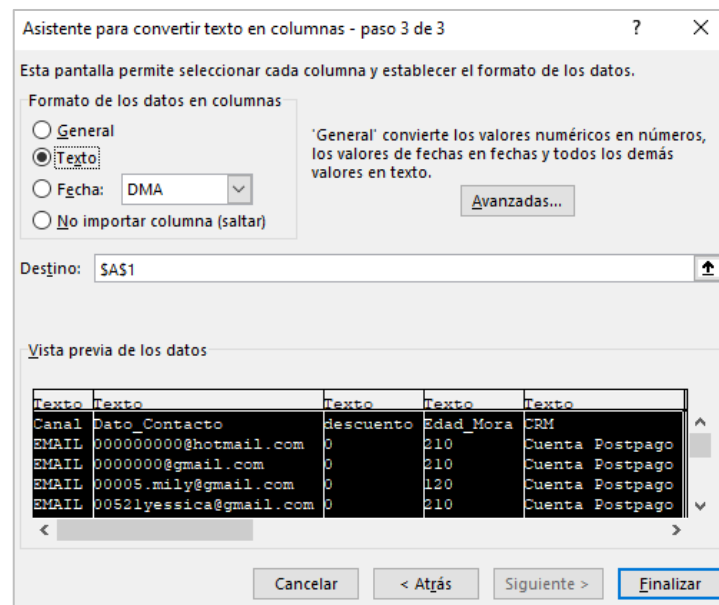 Asistente para convertir texto en columnas - paso 3 de 3 ? ×
Esta pantalla permite seleccionar cada columna y establecer el formato de los datos.
Formato de los datos en columnas
General
Texto
Fecha: DMA
No importar columna (saltar)
'General' convierte los valores numéricos en números,
los valores de fechas en fechas y todos los demás
valores en texto.
Avanzadas...
Destino: $A$1
Vista previa de los datos
Texto Texto Texto Texto Texto
Canal Dato_Contacto descuento Edad_Mora CRM
EMAIL 000000000@hotmail.com 0 210 Cuenta Postpago
EMAIL 0000000@gmail.com 0 210 Cuenta Postpago
EMAIL 00005.mily@gmail.com 0 120 Cuenta Postpago
EMAIL 00521yessica@gmail.com 0 210 Cuenta Postpago
Cancelar < Atrás Siguiente > Finalizar